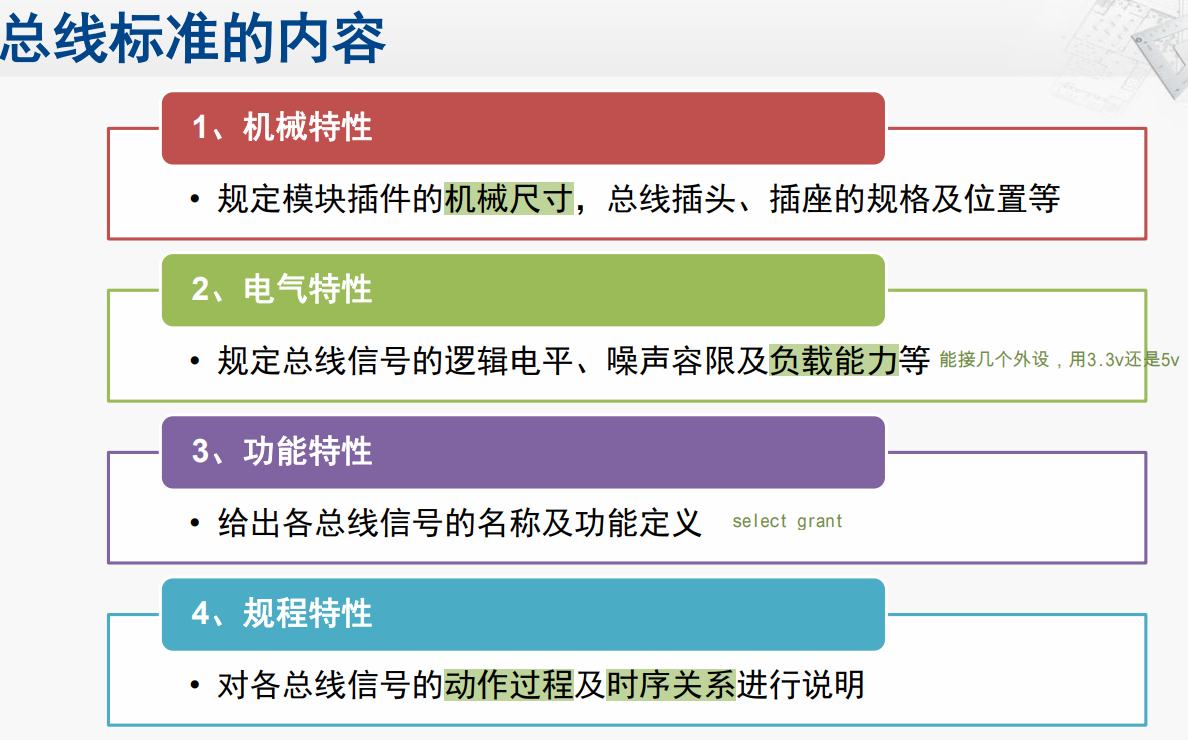 总线标准的内容
1、机械特性
• 规定模块插件的机械尺寸，总线插头、插座的规格及位置等
2、电气特性
• 规定总线信号的逻辑电平、噪声容限及负载能力等 能接几个外设，用3.3v还是5v
3、功能特性
• 给出各总线信号的名称及功能定义 select grant
4、规程特性
• 对各总线信号的动作过程及时序关系进行说明